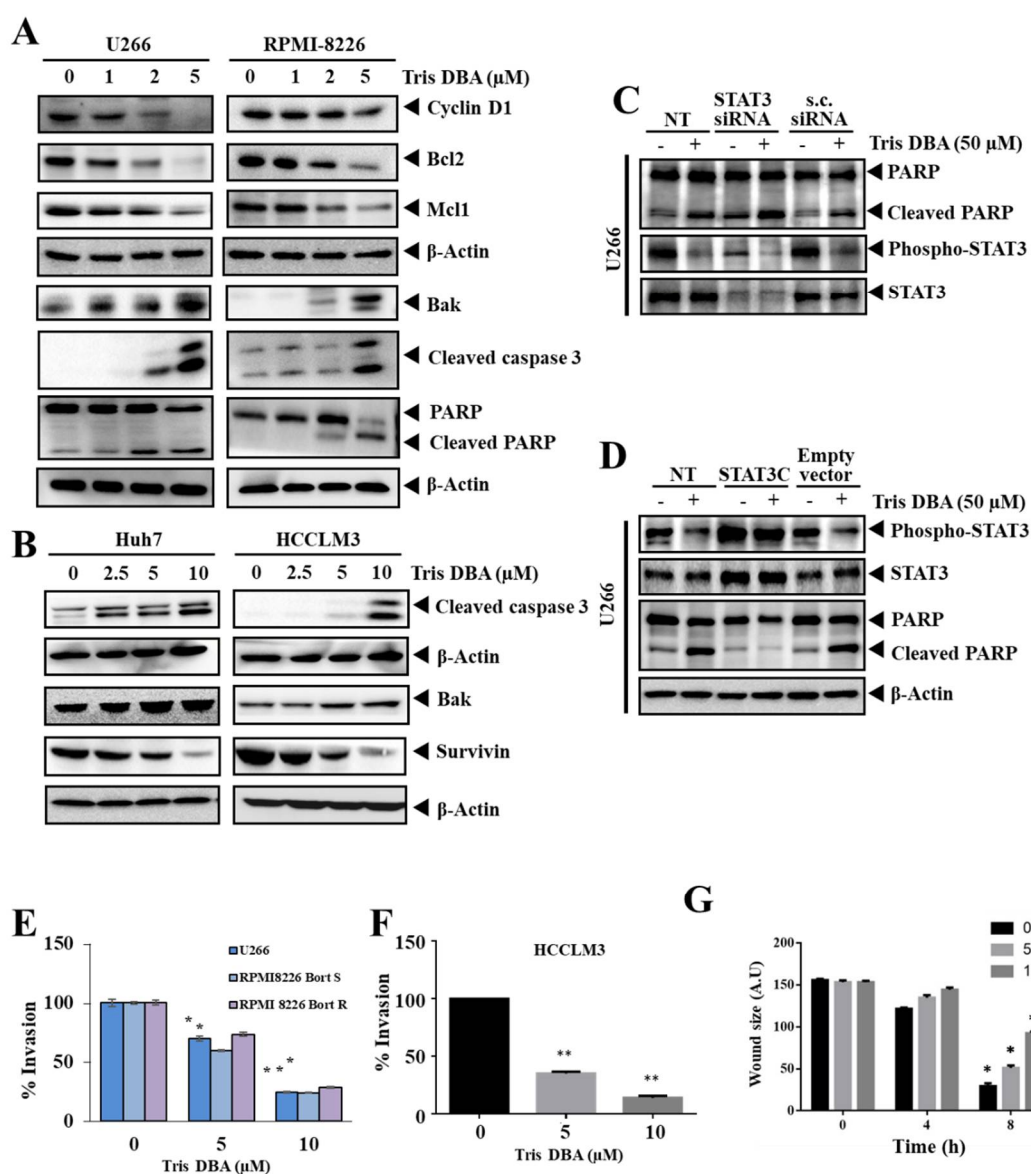 A
U266 RPMI-8226
0 1 2 5 0 1 2 5 Tris DBA (μM)
Cyclin D1
Bcl2
Mcl1
β-Actin
Bak
Cleaved caspase 3
PARP
Cleaved PARP
β-Actin
B
Huh7 HCCLM3
0 2.5 5 10 0 2.5 5 10 Tris DBA (μM)
Cleaved caspase 3
β-Actin
Bak
Survivin
β-Actin
C
NT STAT3 siRNA s.c. siRNA
- + - + - + Tris DBA (50 μM)
U266
PARP
Cleaved PARP
Phospho-STAT3
STAT3
D
NT STAT3C Empty vector
- + - + - + Tris DBA (50 μM)
U266
Phospho-STAT3
STAT3
PARP
Cleaved PARP
β-Actin
E
% Invasion
150
100
50
0
U266
RPMI8226 Bort S
RPMI 8226 Bort R
* *
* * *
0 5 10
Tris DBA (μM)
F
% Invasion
150
100
50
0
HCCLM3
**
**
0 5 10
Tris DBA (μM)
G
Wound size (A.U)
200
150
100
50
0
0
5
1
* *
0 4 8
Time (h)